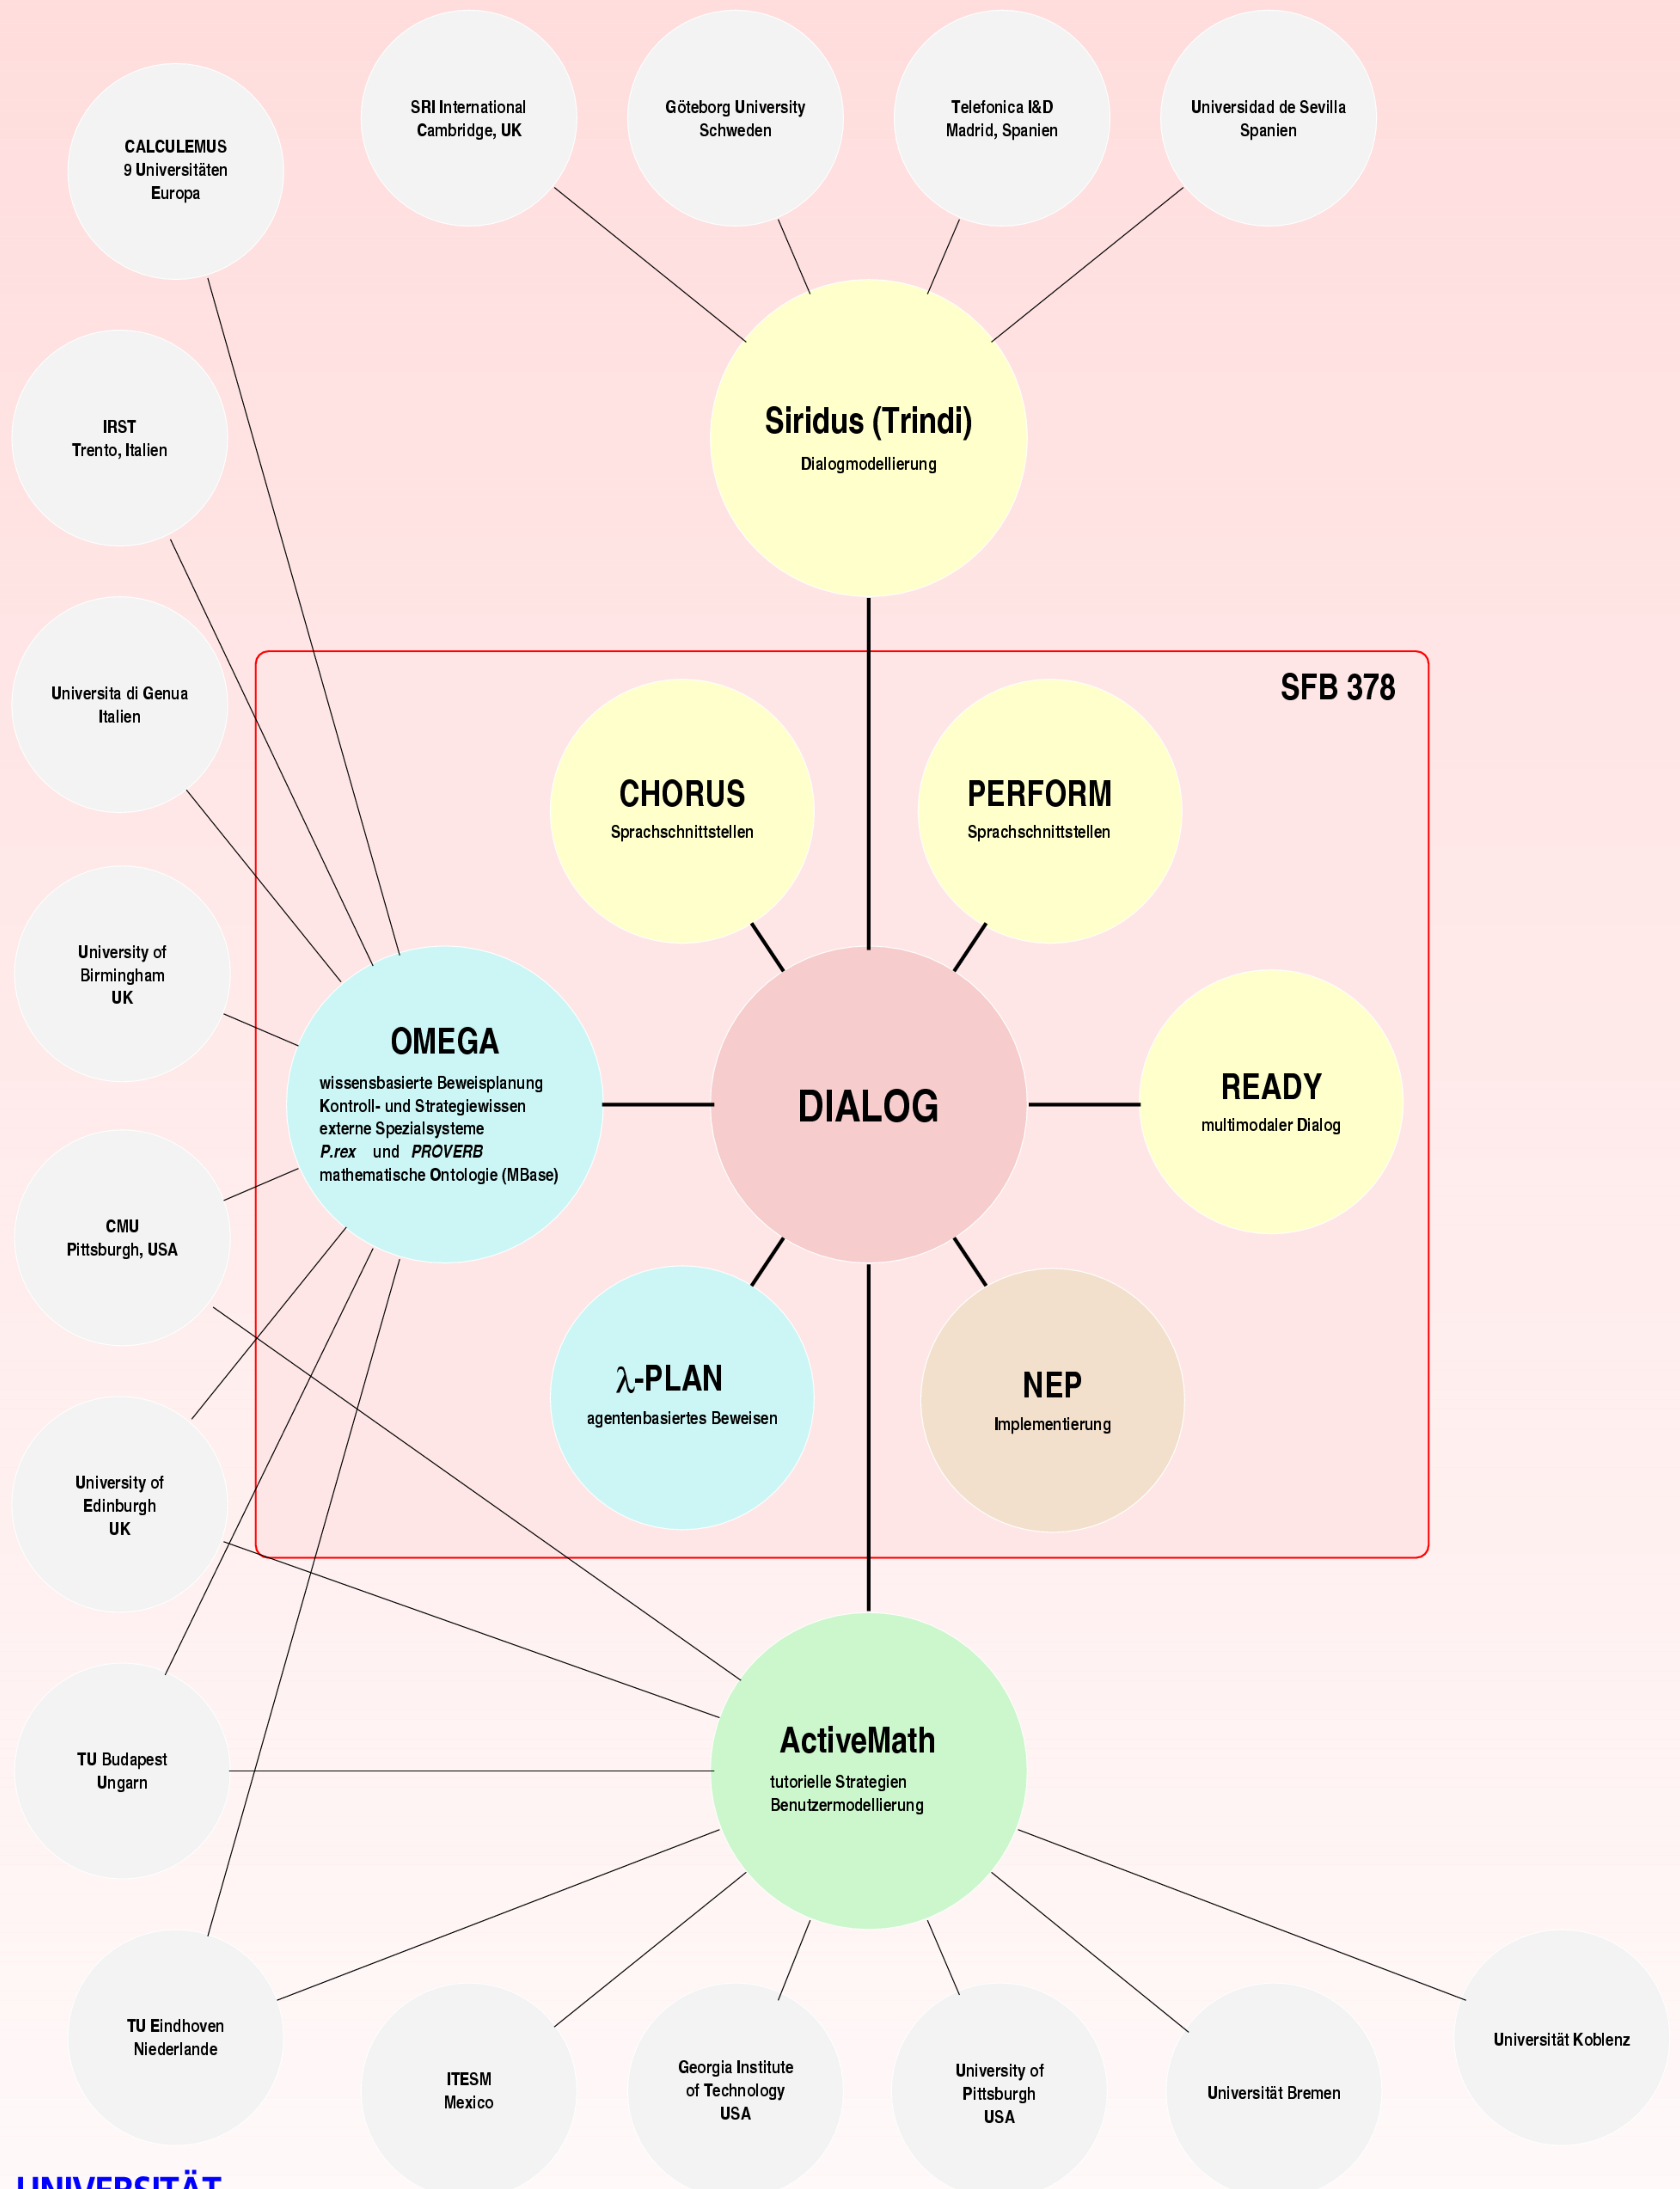 SRI International
Cambridge, UK
Göteborg University
Schweden
Telefonica I&D
Madrid, Spanien
Universidad de Sevilla
Spanien
CALCULEMUS
9 Universitäten
Europa
IRST
Trento, Italien
Siridus (Trindi)
Dialogmodellierung
Universita di Genua
Italien
SFB 378
CHORUS
Sprachschnittstellen
PERFORM
Sprachschnittstellen
University of
Birmingham
UK
OMEGA
wissensbasierte Beweisplanung
Kontroll- und Strategiewissen
externe Spezialsysteme
P.rex und PROVERB
mathematische Ontologie (MBase)
DIALOG
READY
multimodaler Dialog
CMU
Pittsburgh, USA
λ-PLAN
agentenbasiertes Beweisen
NEP
Implementierung
University of
Edinburgh
UK
TU Budapest
Ungarn
ActiveMath
tutorielle Strategien
Benutzermodellierung
TU Eindhoven
Niederlande
ITESM
Mexico
Georgia Institute
of Technology
USA
University of
Pittsburgh
USA
Universität Bremen
Universität Koblenz
UNIVERSITÄT